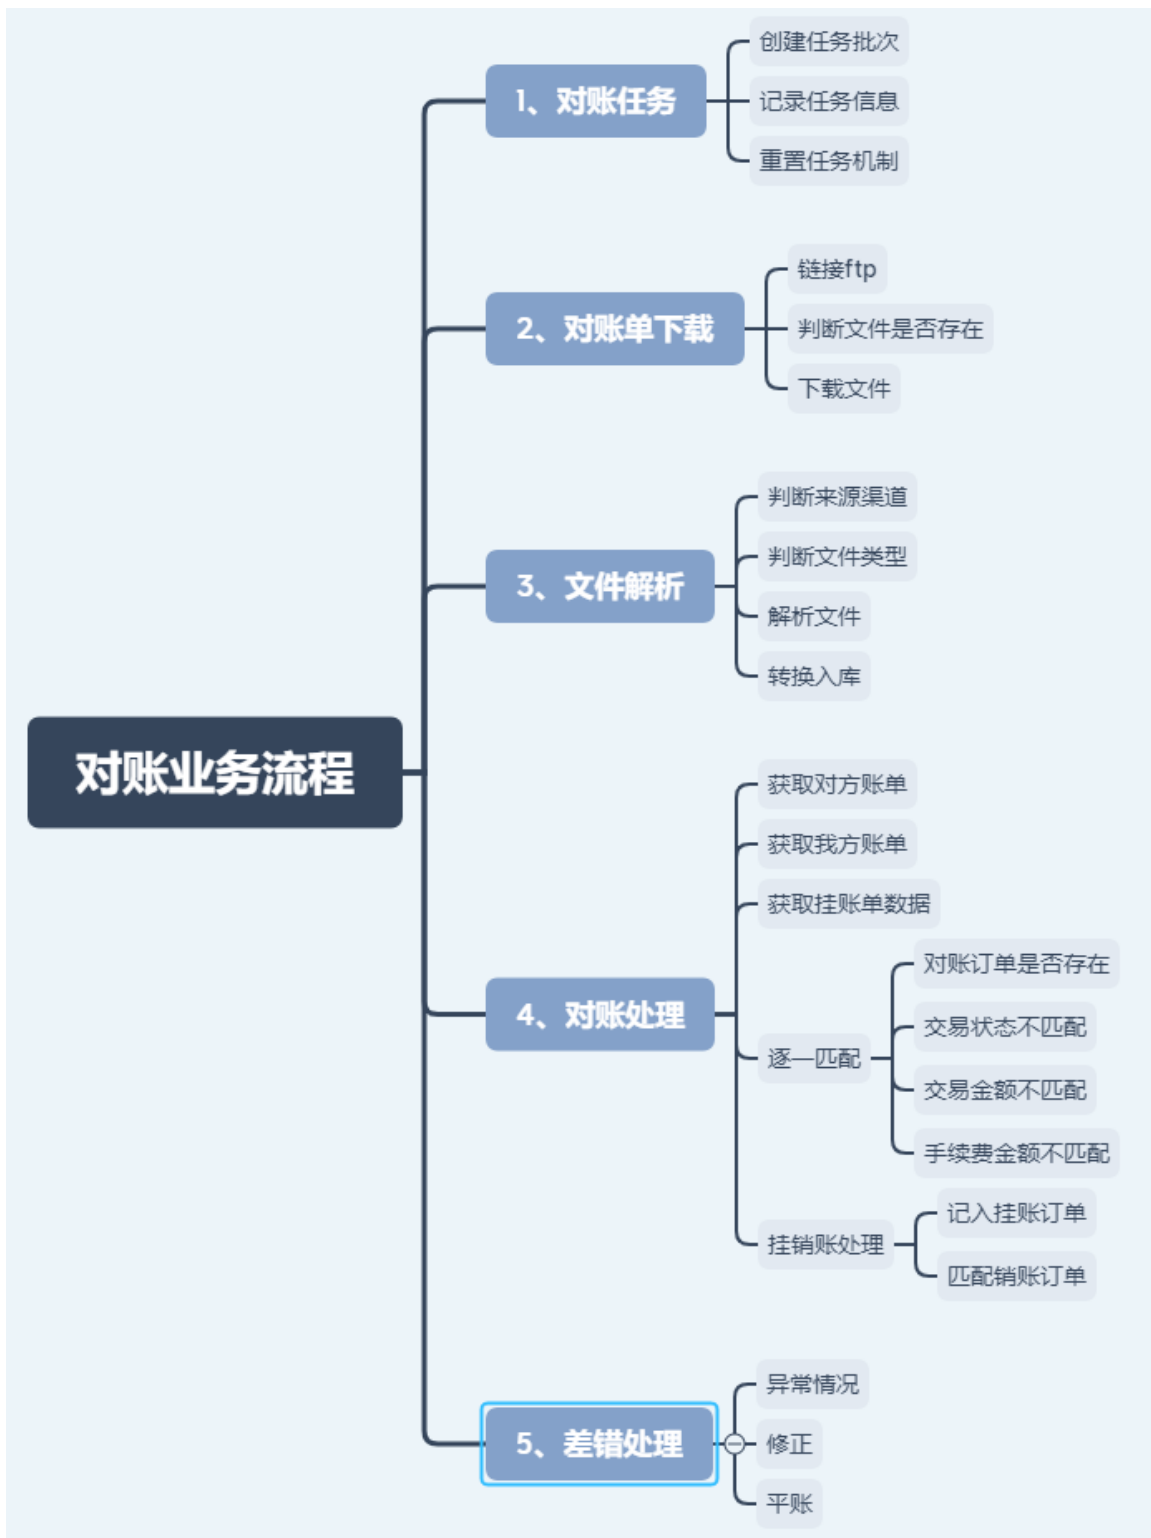 对账业务流程
1、对账任务
创建任务批次
记录任务信息
重置任务机制
2、对账单下载
链接ftp
判断文件是否存在
下载文件
3、文件解析
判断来源渠道
判断文件类型
解析文件
转换入库
4、对账处理
获取对方账单
获取我方账单
获取挂账单数据
逐一匹配
对账订单是否存在
交易状态不匹配
交易金额不匹配
手续费金额不匹配
挂销账处理
记入挂账订单
匹配销账订单
5、差错处理
异常情况
修正
平账